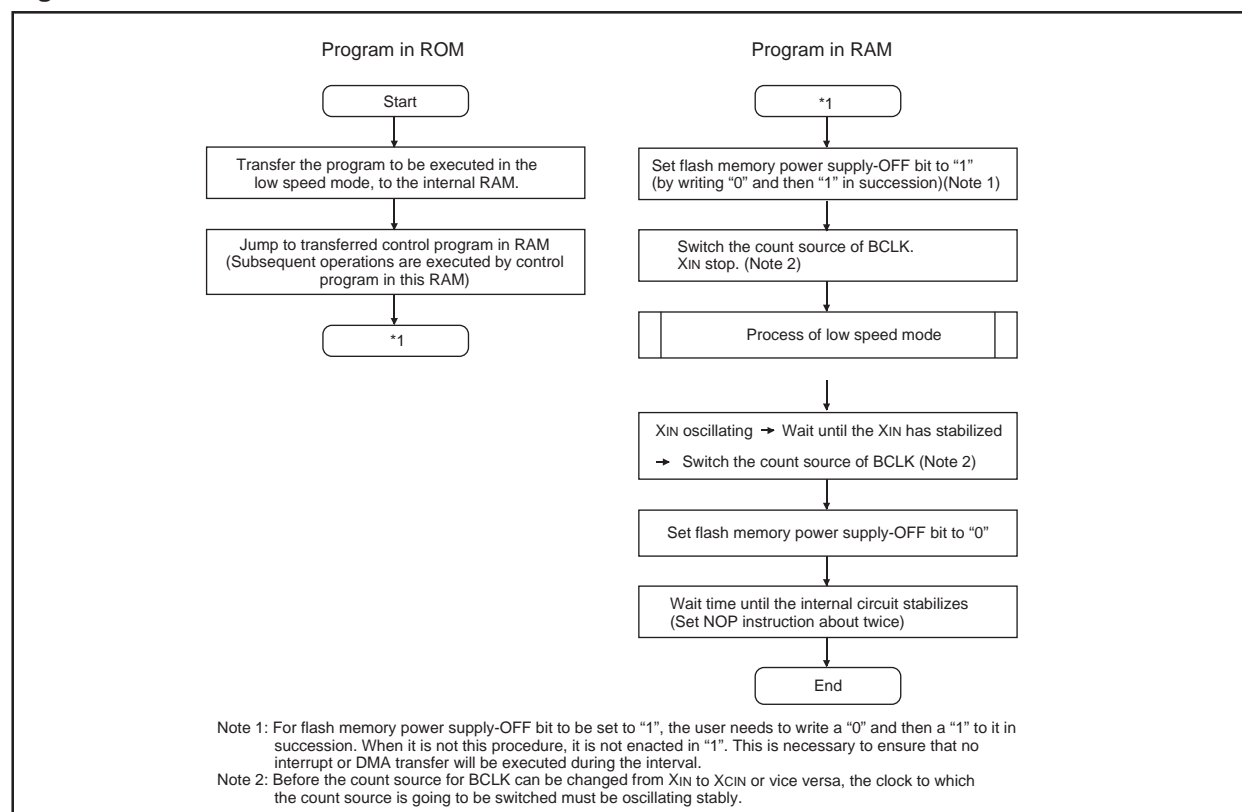 Program in ROM
Start
Transfer the program to be executed in the
low speed mode, to the internal RAM.
Jump to transferred control program in RAM
(Subsequent operations are executed by control
program in this RAM)
*1
Program in RAM
*1
Set flash memory power supply-OFF bit to “1”
(by writing “0” and then “1” in succession)(Note 1)
Switch the count source of BCLK.
XIN stop. (Note 2)
Process of low speed mode
XIN oscillating → Wait until the XIN has stabilized
→ Switch the count source of BCLK (Note 2)
Set flash memory power supply-OFF bit to “0”
Wait time until the internal circuit stabilizes
(Set NOP instruction about twice)
End
Note 1: For flash memory power supply-OFF bit to be set to “1”, the user needs to write a “0” and then a “1” to it in
succession. When it is not this procedure, it is not enacted in “1”. This is necessary to ensure that no
interrupt or DMA transfer will be executed during the interval.
Note 2: Before the count source for BCLK can be changed from XIN to XCIN or vice versa, the clock to which
the count source is going to be switched must be oscillating stably.